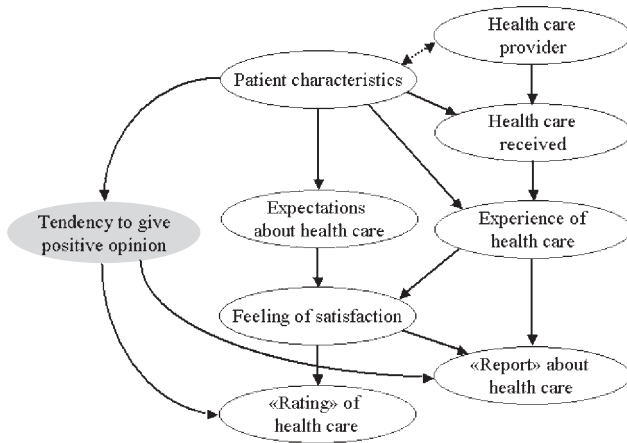 Health care
provider
Patient characteristics
Health care
received
Tendency to give
positive opinion
Expectations
about health care
Experience of
health care
Feeling of satisfaction
«Report» about
health care
«Rating» of
health care